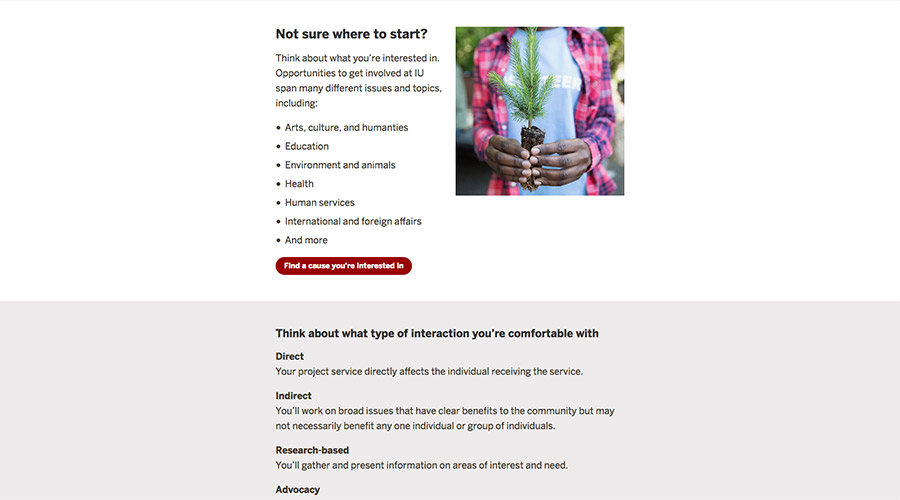 Not sure where to start?
Think about what you're interested in.
Opportunities to get involved at IU
span many different issues and topics,
including:
• Arts, culture, and humanties
• Education
• Environment and animals
• Health
• Human services
• International and foreign affairs
• And more
Find a cause you're interested in
Think about what type of interaction you're comfortable with
Direct
Your project service directly affects the individual receiving the service.
Indirect
You'll work on broad issues that have clear benefits to the community but may
not necessarily benefit any one individual or group of individuals.
Research-based
You'll gather and present information on areas of interest and need.
Advocacy